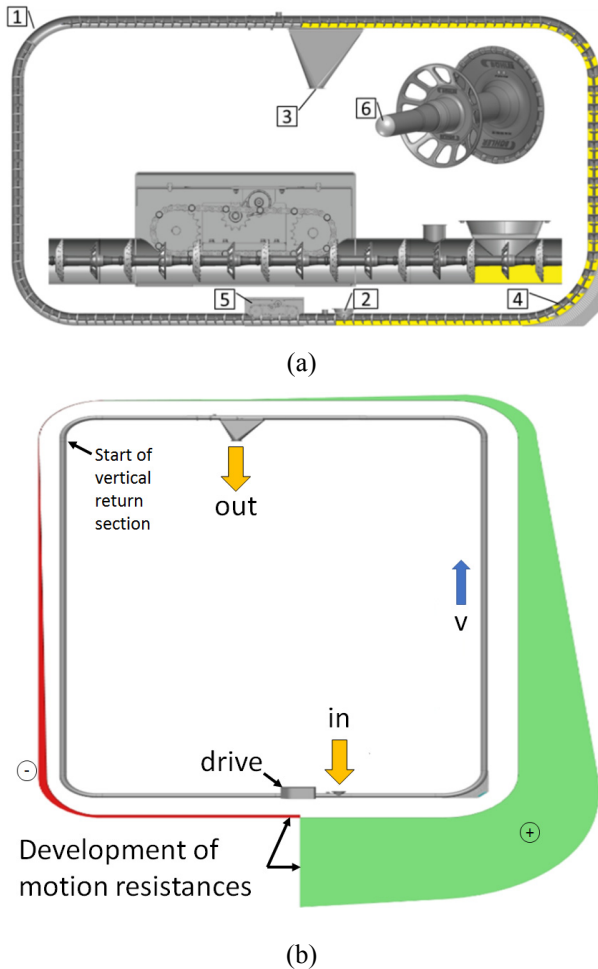 1
3
6
5
2
4
(a)
Start of
vertical
return
section
out
v
in
drive
-
+
Development of
motion resistances
(b)